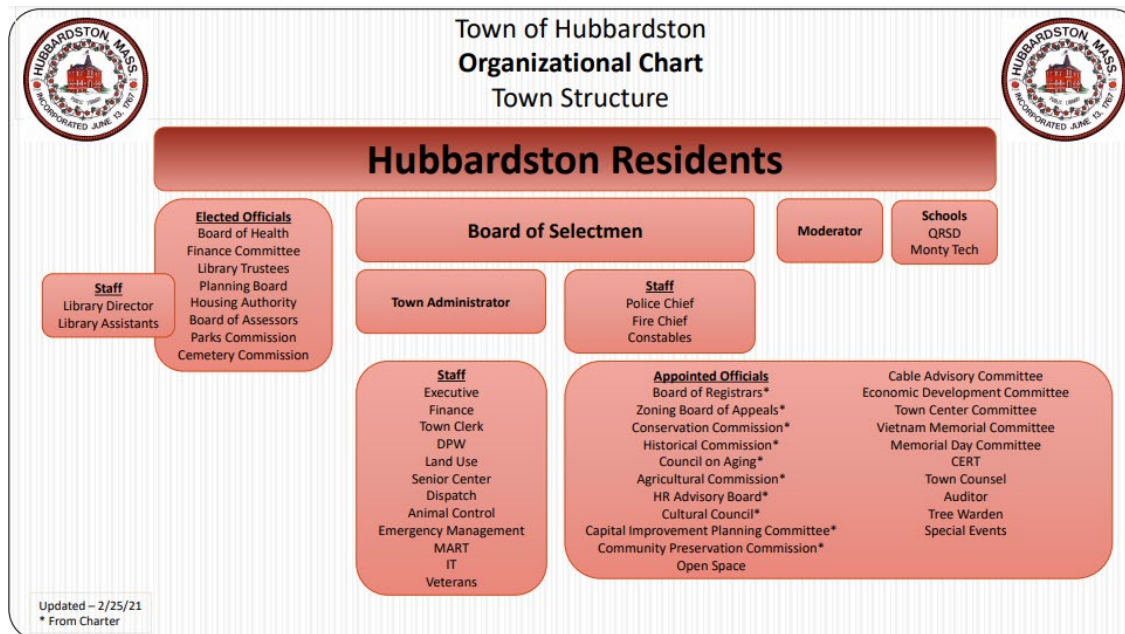 Town of Hubbardston
Organizational Chart
Town Structure
HUBBARDSTON, MASS.
PUBLIC LIBRARY
INCORPORATED JUNE 13, 1767
HUBBARDSTON, MASS.
PUBLIC LIBRARY
INCORPORATED JUNE 13, 1767
Hubbardston Residents
Elected Officials
Board of Health
Finance Committee
Library Trustees
Planning Board
Housing Authority
Board of Assessors
Parks Commission
Cemetery Commission
Staff
Library Director
Library Assistants
Board of Selectmen
Moderator
Schools
QRSD
Monty Tech
Town Administrator
Staff
Police Chief
Fire Chief
Constables
Staff
Executive
Finance
Town Clerk
DPW
Land Use
Senior Center
Dispatch
Animal Control
Emergency Management
MART
IT
Veterans
Appointed Officials
Board of Registrars*
Zoning Board of Appeals*
Conservation Commission*
Historical Commission*
Council on Aging*
Agricultural Commission*
HR Advisory Board*
Cultural Council*
Capital Improvement Planning Committee*
Community Preservation Commission*
Open Space
Cable Advisory Committee
Economic Development Committee
Town Center Committee
Vietnam Memorial Committee
Memorial Day Committee
CERT
Town Counsel
Auditor
Tree Warden
Special Events
Updated – 2/25/21
* From Charter